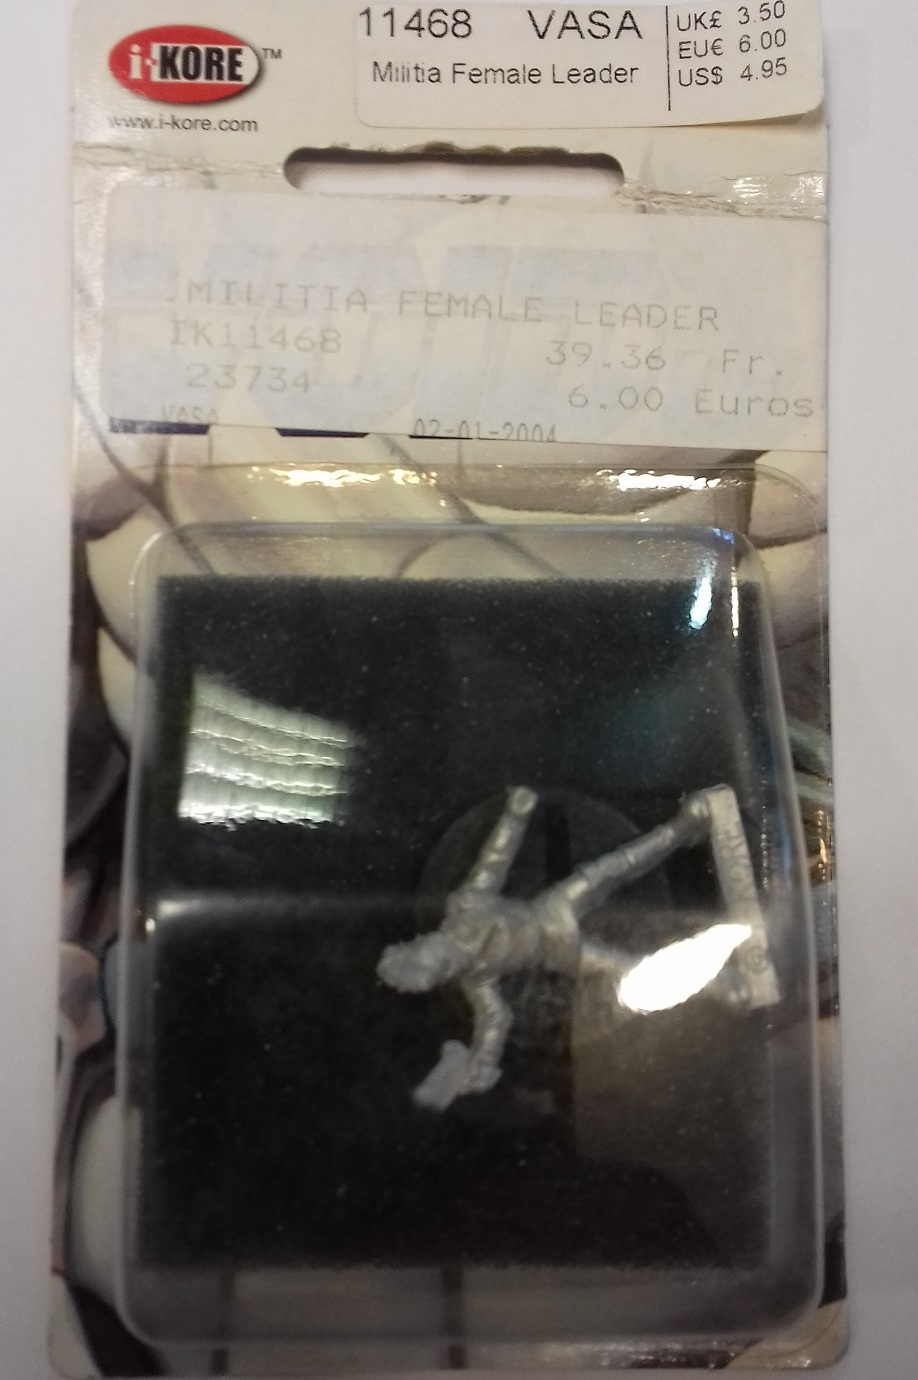 i-KORE™
www.i-kore.com
11468 VASA
Militia Female Leader
UK£ 3.50
EU€ 6.00
US$ 4.95
MILITIA FEMALE LEADER
IK11468 39.36 Fr.
23734 6.00 Euros
VASA 02-01-2004